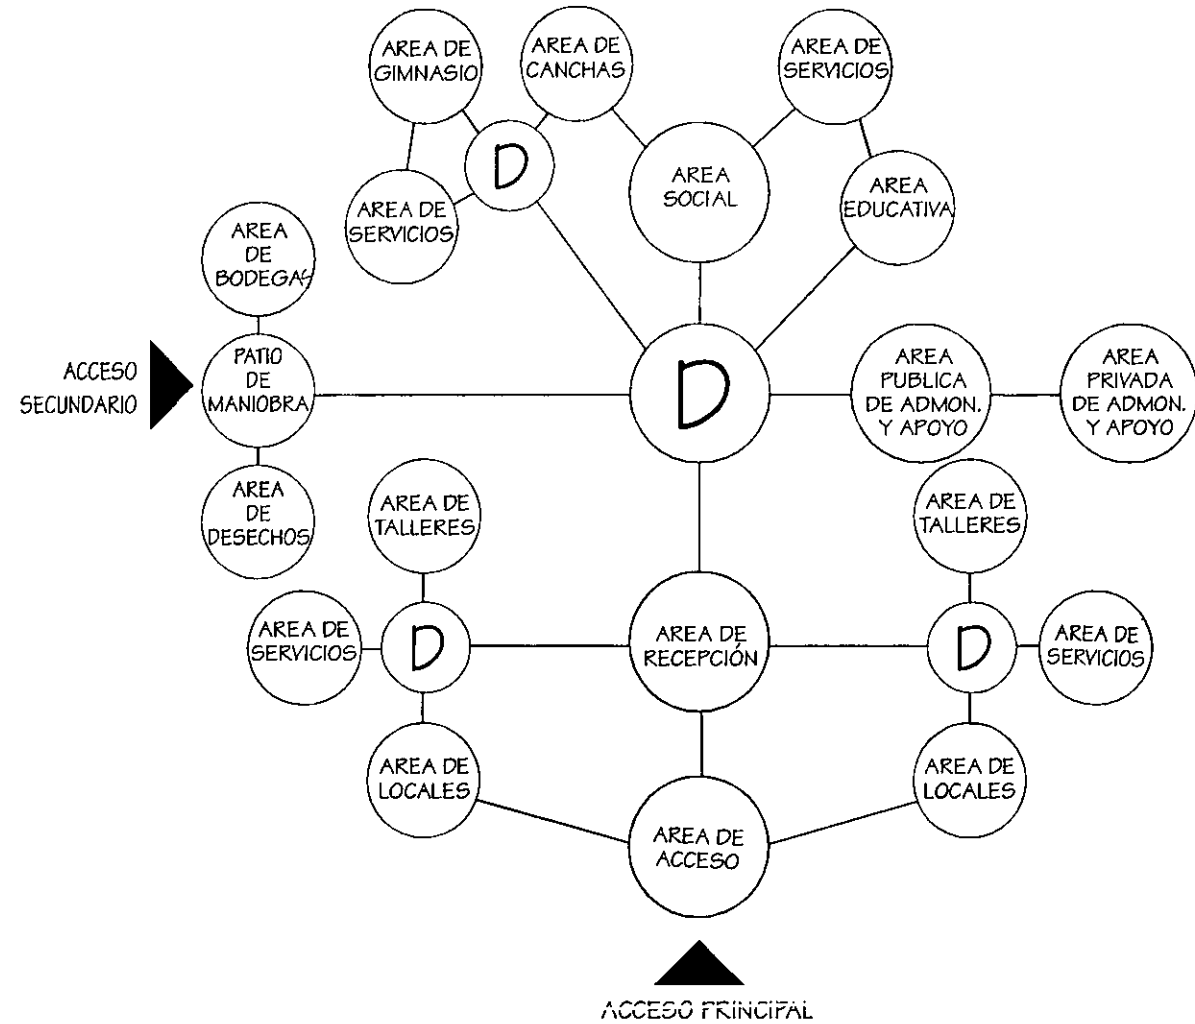 AREA DE
GIMNASIO
AREA DE
CANCHAS
AREA DE
SERVICIOS
D
AREA
SOCIAL
AREA
EDUCATIVA
AREA DE
SERVICIOS
AREA
DE
BODEGAS
ACCESO
SECUNDARIO
PATIO
DE
MANIOBRA
D
AREA
PUBLICA
DE ADMON.
Y APOYO
AREA
PRIVADA
DE ADMON.
Y APOYO
AREA
DE
DESECHOS
AREA DE
TALLERES
AREA DE
TALLERES
AREA DE
SERVICIOS
D
AREA DE
RECEPCIÓN
D
AREA DE
SERVICIOS
AREA DE
LOCALES
AREA DE
LOCALES
AREA DE
ACCESO
ACCESO PRINCIPAL